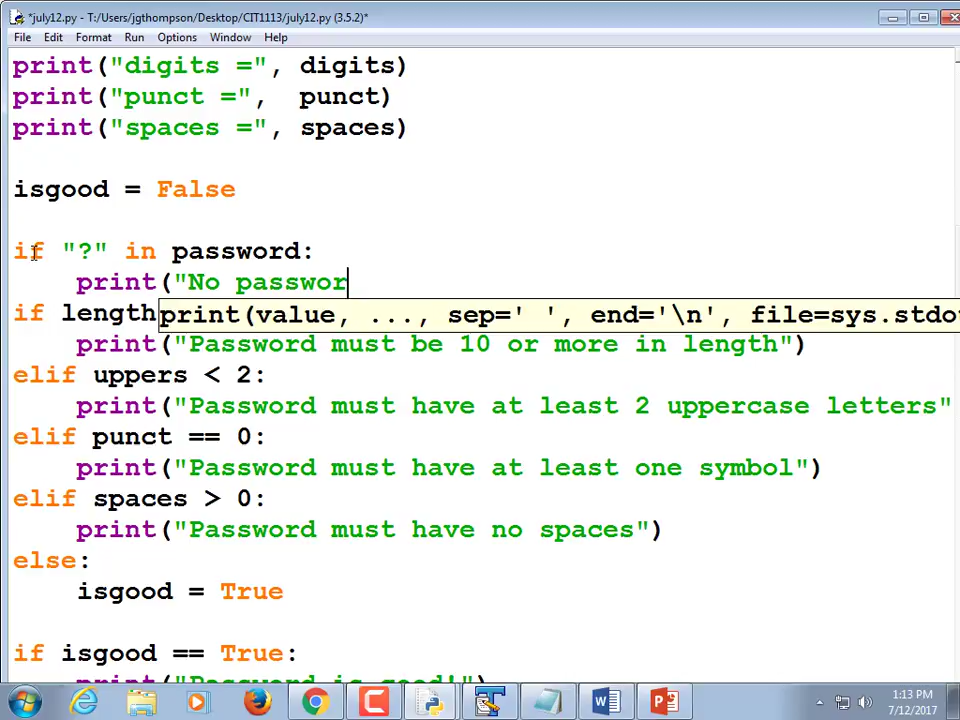 *july12.py - T:/Users/jgthompson/Desktop/CIT1113/july12.py (3.5.2)*
File Edit Format Run Options Window Help
print("digits =", digits)
print("punct =",  punct)
print("spaces =", spaces)
isgood = False
if "?" in password:
    print("No passwor
if length
print(value, ..., sep=' ', end='\n', file=sys.stdo
    print("Password must be 10 or more in length")
elif uppers < 2:
    print("Password must have at least 2 uppercase letters"
elif punct == 0:
    print("Password must have at least one symbol")
elif spaces > 0:
    print("Password must have no spaces")
else:
    isgood = True
if isgood == True:
    print("Password is good!")
1:13 PM
7/12/2017